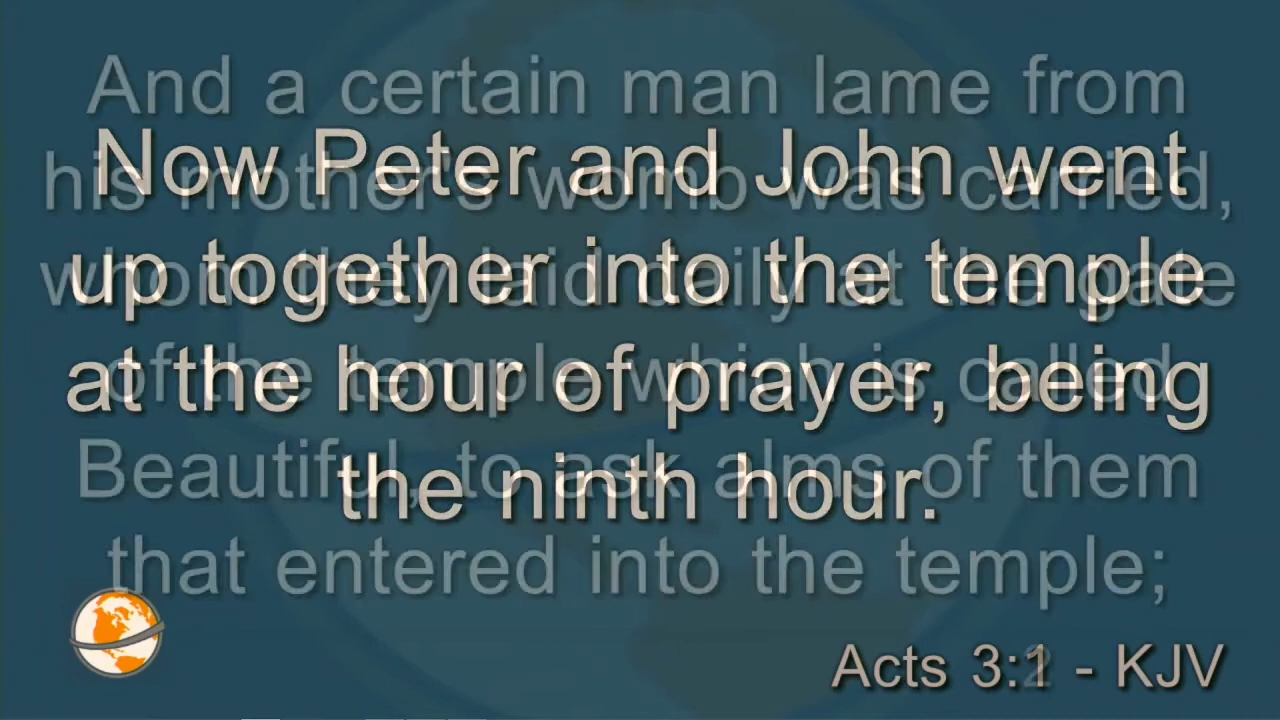 Now Peter and John went
up together into the temple
at the hour of prayer, being
the ninth hour.
And a certain man lame from
his mother's womb was carried,
whom they laid daily at the gate
of the temple which is called
Beautiful, to ask alms of them
that entered into the temple;
Acts 3:1 - KJV